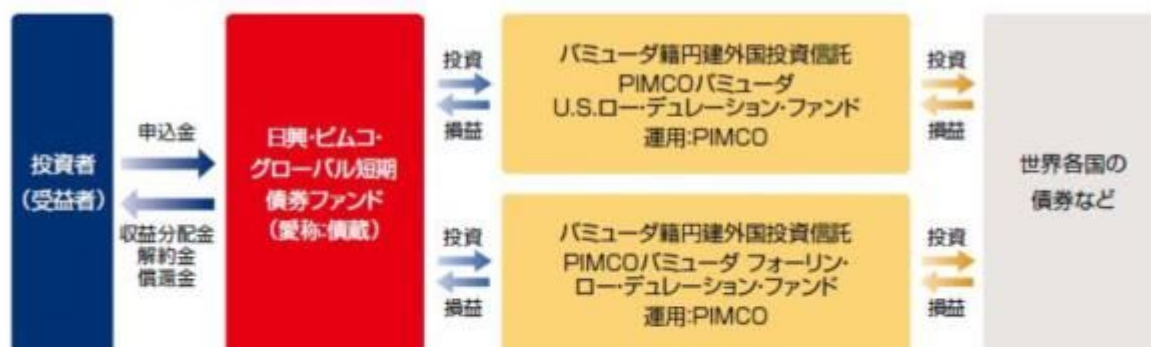 投資者
(受益者)
申込金
収益分配金
解約金
償還金
日興・ピムコ・
グローバル短期
債券ファンド
(愛称:債蔵)
投資
損益
バミューダ籍円建外国投資信託
PIMCOバミューダ
U.S.ロー・デュレーション・ファンド
運用:PIMCO
投資
損益
投資
損益
バミューダ籍円建外国投資信託
PIMCOバミューダ フォーリン・
ロー・デュレーション・ファンド
運用:PIMCO
投資
損益
世界各国の
債券など